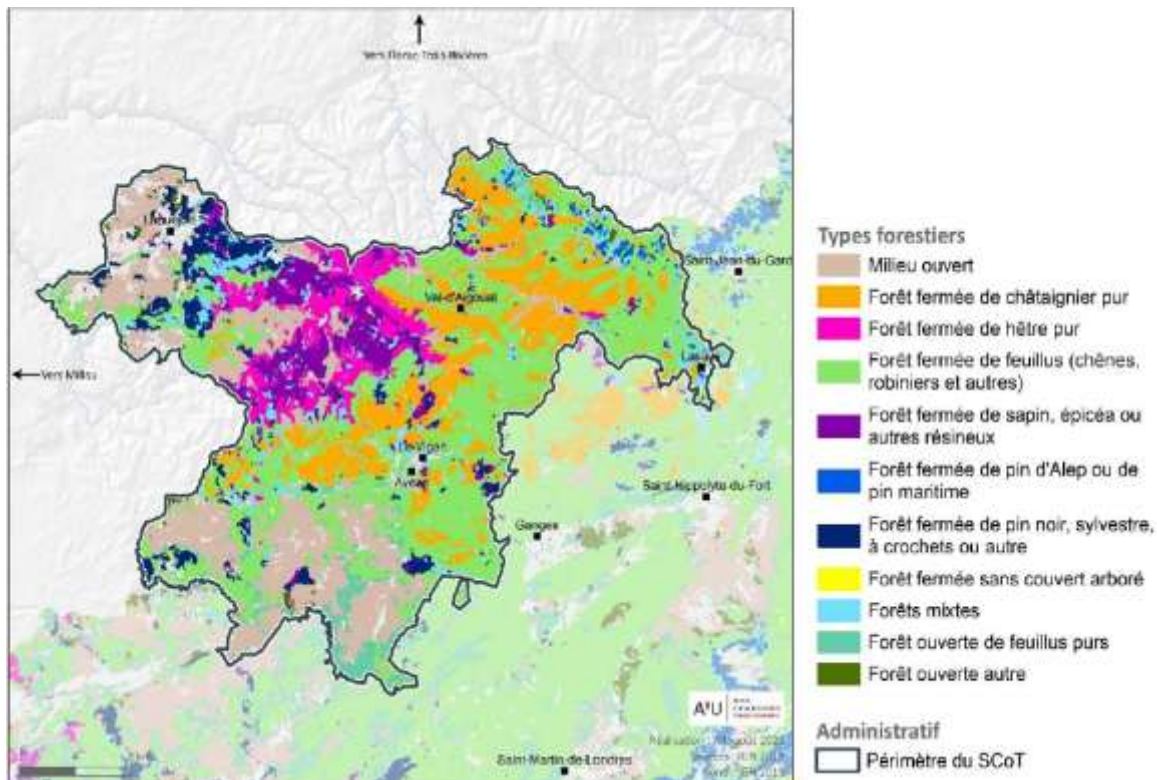 Vers Florac Trois Rivières
Saint-Jean-du-Gard
Val-d'Aigoual
Vers Millau
Le Vigan
Avèze
Saint-Hippolyte-du-Fort
Ganges
A'U
Saint-Martin-de-Londres
Types forestiers
Milieu ouvert
Forêt fermée de châtaignier pur
Forêt fermée de hêtre pur
Forêt fermée de feuillus (chênes,
robiniers et autres)
Forêt fermée de sapin, épicéa ou
autres résineux
Forêt fermée de pin d'Alep ou de
pin maritime
Forêt fermée de pin noir, sylvestre,
à crochets ou autre
Forêt fermée sans couvert arboré
Forêts mixtes
Forêt ouverte de feuillus purs
Forêt ouverte autre
Administratif
Périmètre du SCoT